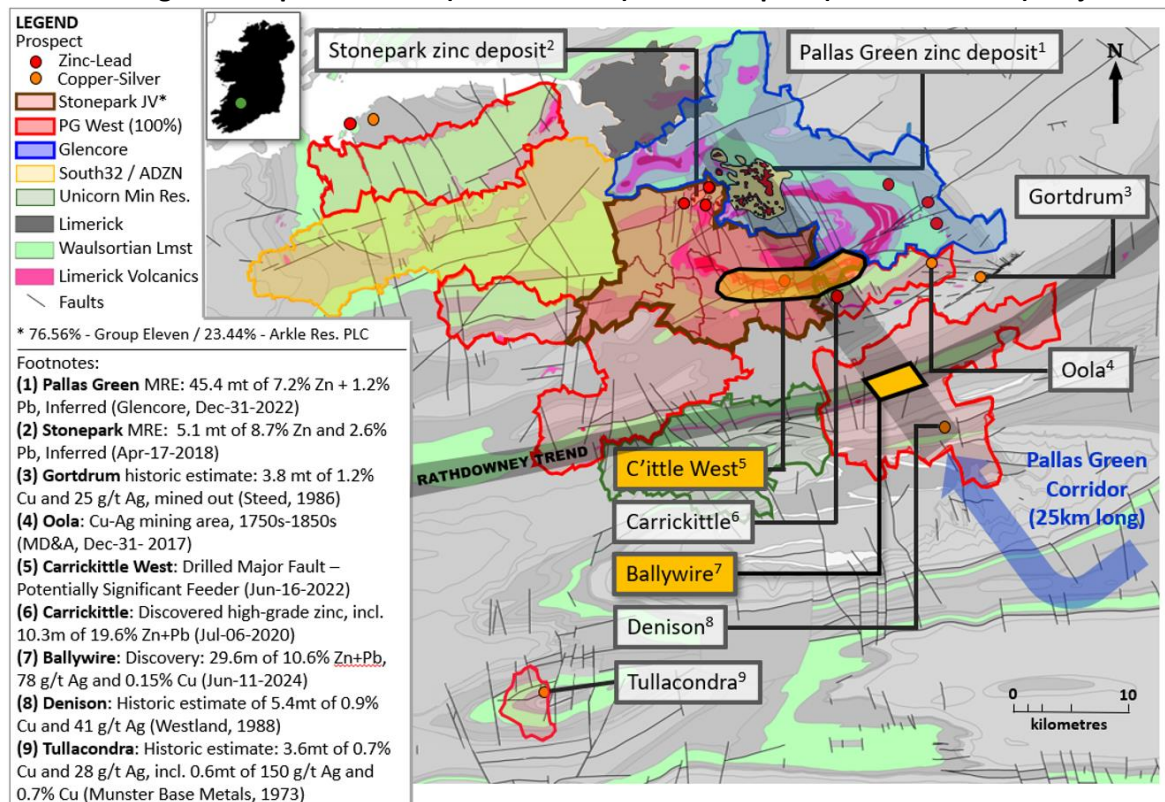 LEGEND
Prospect
Zinc-Lead
Copper-Silver
Stonepark JV*
PG West (100%)
Glencore
South32 / ADZN
Unicorn Min Res.
Limerick
Waulsortian Lmst
Limerick Volcanics
Faults
* 76.56% - Group Eleven / 23.44% - Arkle Res. PLC
Footnotes:
(1) Pallas Green MRE: 45.4 mt of 7.2% Zn + 1.2%
Pb, Inferred (Glencore, Dec-31-2022)
(2) Stonepark MRE: 5.1 mt of 8.7% Zn and 2.6%
Pb, Inferred (Apr-17-2018)
(3) Gortdrum historic estimate: 3.8 mt of 1.2%
Cu and 25 g/t Ag, mined out (Steed, 1986)
(4) Oola: Cu-Ag mining area, 1750s-1850s
(MD&A, Dec-31- 2017)
(5) Carrickittle West: Drilled Major Fault –
Potentially Significant Feeder (Jun-16-2022)
(6) Carrickittle: Discovered high-grade zinc, incl.
10.3m of 19.6% Zn+Pb (Jul-06-2020)
(7) Ballywire: Discovery: 29.6m of 10.6% Zn+Pb,
78 g/t Ag and 0.15% Cu (Jun-11-2024)
(8) Denison: Historic estimate of 5.4mt of 0.9%
Cu and 41 g/t Ag (Westland, 1988)
(9) Tullacondra: Historic estimate: 3.6mt of 0.7%
Cu and 28 g/t Ag, incl. 0.6mt of 150 g/t Ag and
0.7% Cu (Munster Base Metals, 1973)
Stonepark zinc deposit2
Pallas Green zinc deposit1
N
Gortdrum3
Oola4
RATHDOWNEY TREND
C'ittle West5
Carrickittle6
Ballywire7
Denison8
Tullacondra9
Pallas Green
Corridor
(25km long)
0 10
kilometres